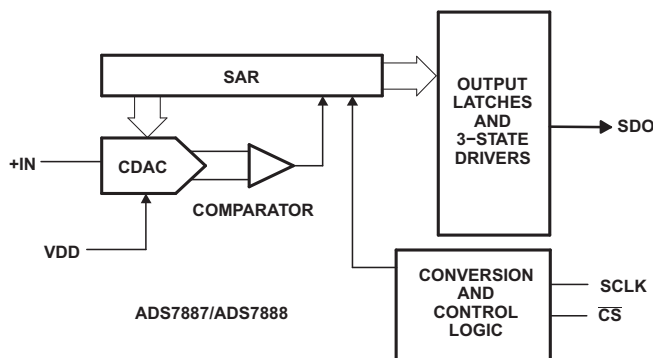 SAR
OUTPUT
LATCHES
AND
3−STATE
DRIVERS
SDO
+IN
CDAC
COMPARATOR
VDD
CONVERSION
AND
CONTROL
LOGIC
SCLK
C̅S̅
ADS7887/ADS7888